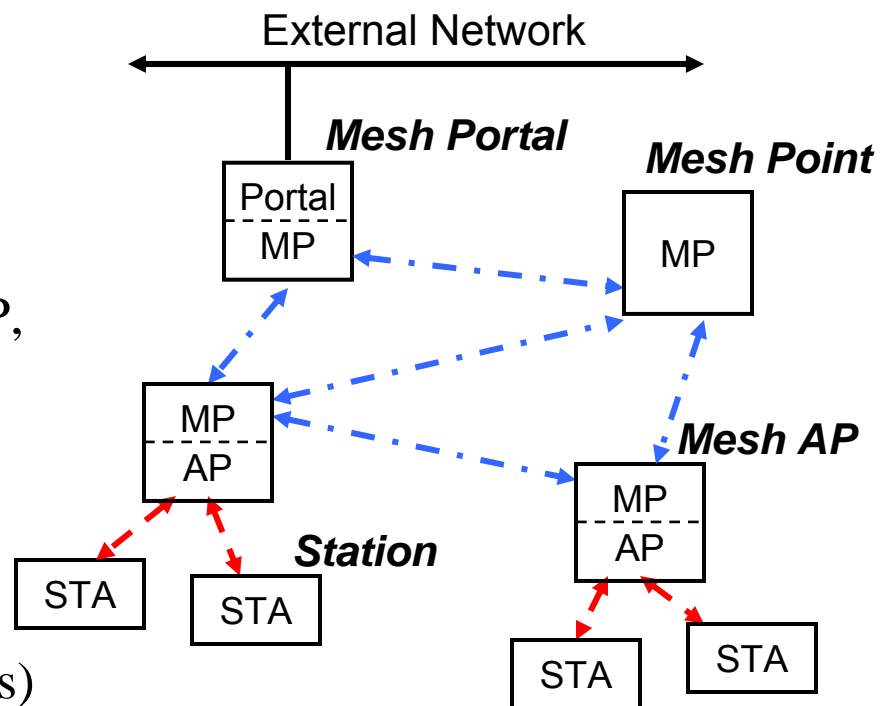 External Network
Mesh Portal
Mesh Point
Portal
MP
MP
P,
MP
AP
Mesh AP
MP
AP
Station
STA
STA
STA
STA
s)